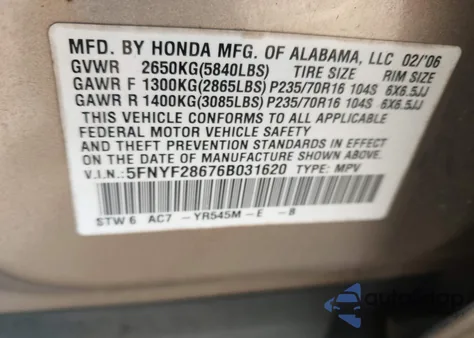 MFD. BY HONDA MFG. OF ALABAMA, LLC 02/'06
GVWR 2650KG(5840LBS) TIRE SIZE RIM SIZE
GAWR F 1300KG(2865LBS) P235/70R16 104S 6X6.5JJ
GAWR R 1400KG(3085LBS) P235/70R16 104S 6X6.5JJ
THIS VEHICLE CONFORMS TO ALL APPLICABLE
FEDERAL MOTOR VEHICLE SAFETY
AND THEFT PREVENTION STANDARDS IN EFFECT ON
THE DATE OF MANUFACTURE SHOWN ABOVE.
V.I.N.: 5FNYF28676B031620 TYPE: MPV
STW 6 AC7 -YR545M-E -B